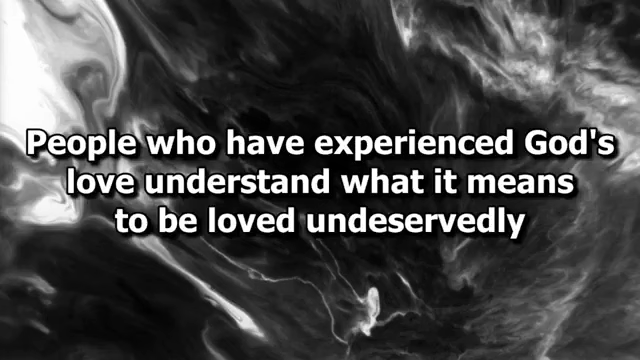 People who have experienced God's
love understand what it means
to be loved undeservedly